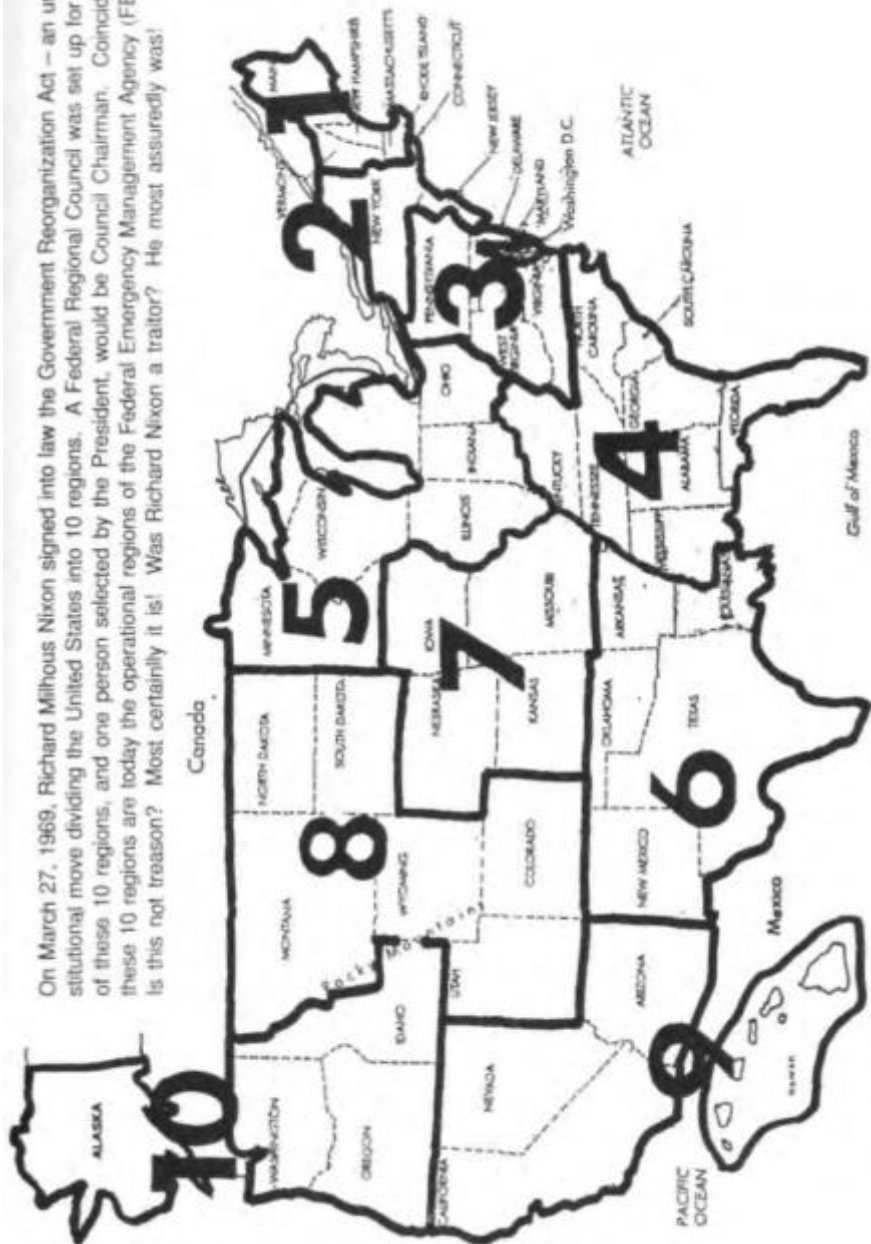 On March 27, 1969, Richard Milhous Nixon signed into law the Government Reorganization Act – an
stitutional move dividing the United States into 10 regions. A Federal Regional Council was set up for
of these 10 regions, and one person selected by the President, would be Council Chairman.
these 10 regions are today the operational regions of the Federal Emergency Management Agency
Is this not treason? Most certainly it is! Was Richard Nixon a traitor? He most assuredly was!
ALASKA
10
Canada
WASHINGTON
OREGON
IDAHO
MONTANA
NORTH DAKOTA
SOUTH DAKOTA
8
WYOMING
Rocky Mountains
UTAH
COLORADO
CALIFORNIA
NEVADA
ARIZONA
9
PACIFIC
OCEAN
HAWAII
Mexico
NEW MEXICO
6
TEXAS
OKLAHOMA
ARKANSAS
LOUISIANA
NEBRASKA
IOWA
7
KANSAS
MISSOURI
MINNESOTA
5
WISCONSIN
ILLINOIS
INDIANA
OHIO
KENTUCKY
TENNESSEE
NORTH
CAROLINA
MISSISSIPPI
4
ALABAMA
GEORGIA
FLORIDA
SOUTH CAROLINA
Gulf of Mexico
PENNSYLVANIA
3
WEST
VIRGINIA
VIRGINIA
VERMONT
2
NEW YORK
1
NEW HAMPSHIRE
MASSACHUSETTS
RHODE ISLAND
CONNECTICUT
NEW JERSEY
DELAWARE
MARYLAND
Washington D.C.
ATLANTIC
OCEAN